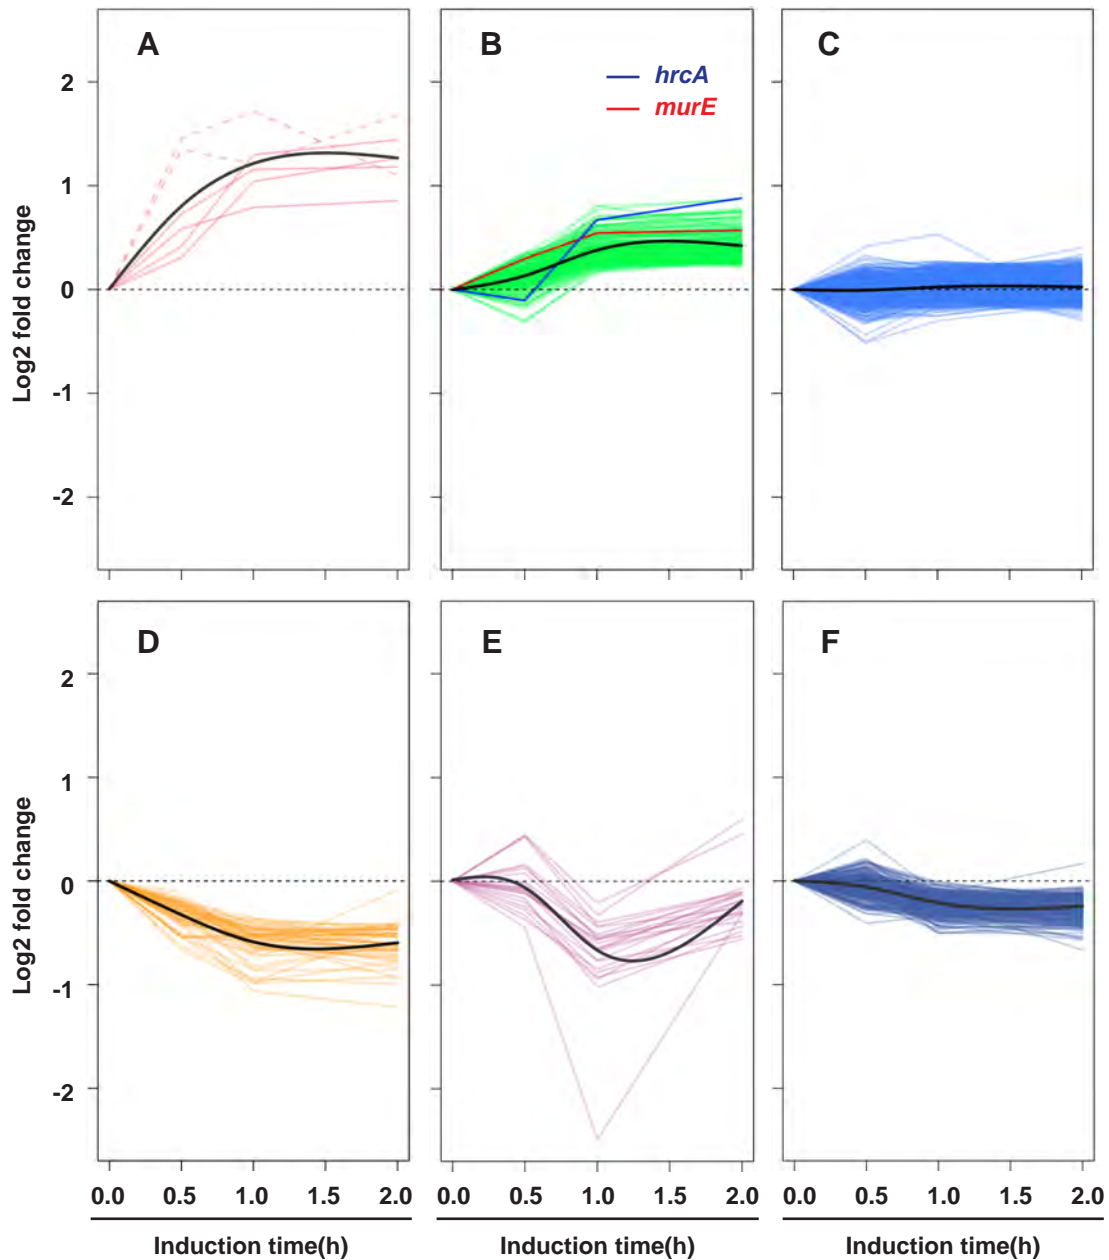 A
B
C
hrcA
murE
2
1
0
-1
-2
Log2 fold change
D
E
F
2
1
0
-1
-2
Log2 fold change
0.0 0.5 1.0 1.5 2.0
0.0 0.5 1.0 1.5 2.0
0.0 0.5 1.0 1.5 2.0
Induction time(h)
Induction time(h)
Induction time(h)